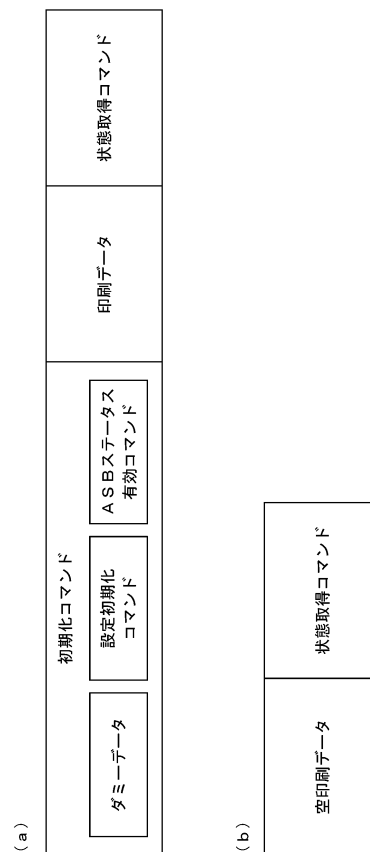 (a)
初期化コマンド
ダミーデータ
設定初期化
コマンド
ASBステータス
有効コマンド
印刷データ
状態取得コマンド
(b)
空印刷データ
状態取得コマンド